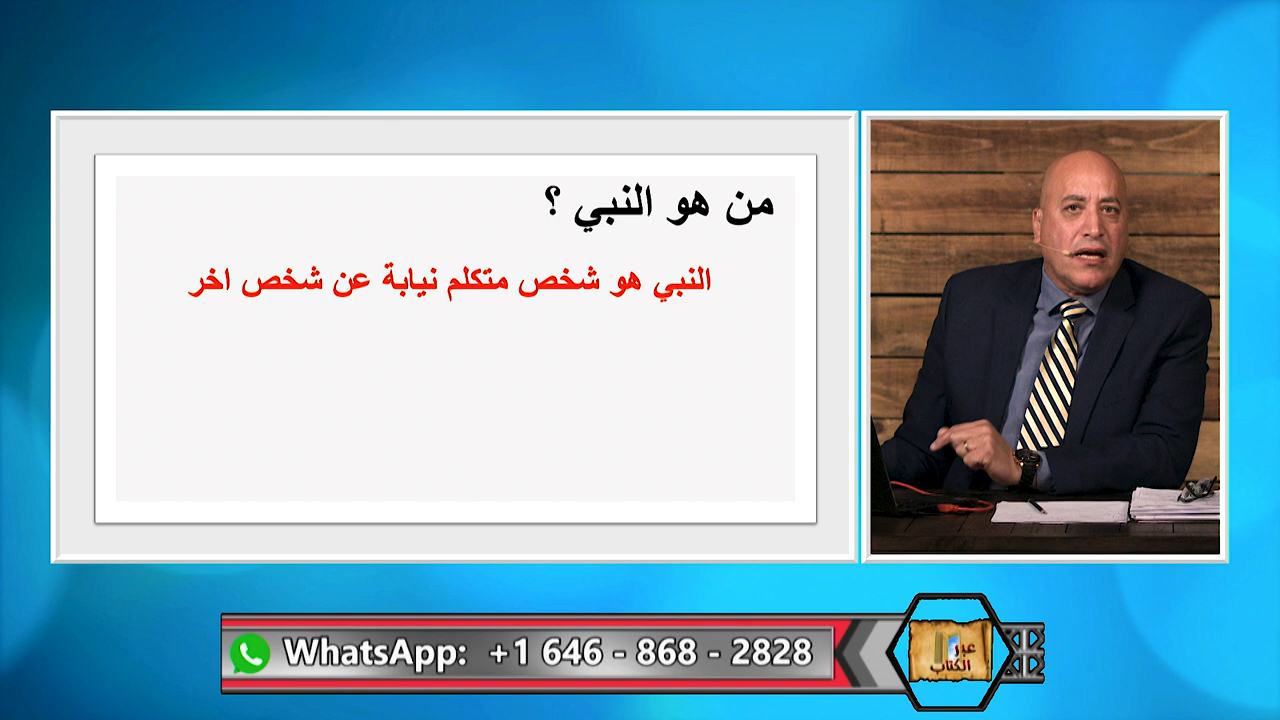 من هو النبي ؟
النبي هو شخص متكلم نيابة عن شخص اخر
WhatsApp: +1 646 - 868 - 2828
عبر
الكتاب